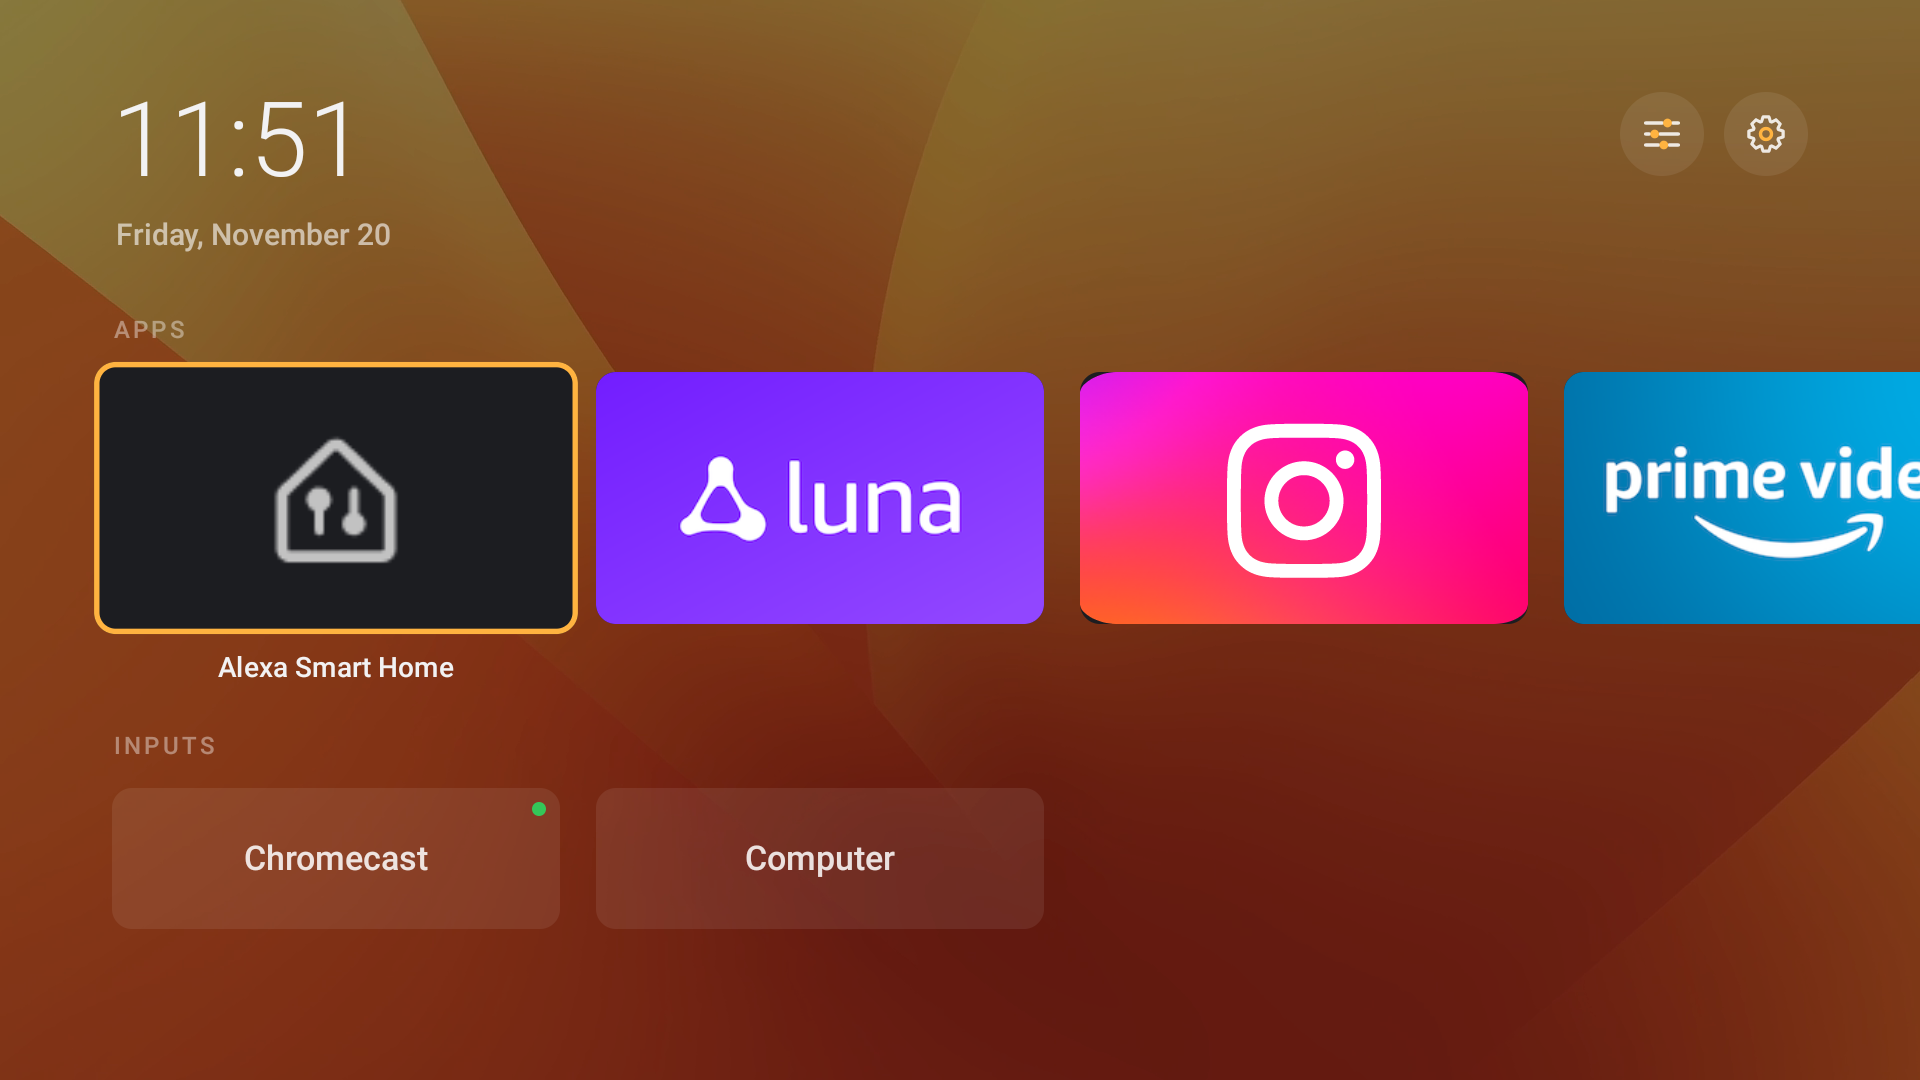 11:51
Friday, November 20
APPS
luna
prime vide
Alexa Smart Home
INPUTS
Chromecast
Computer